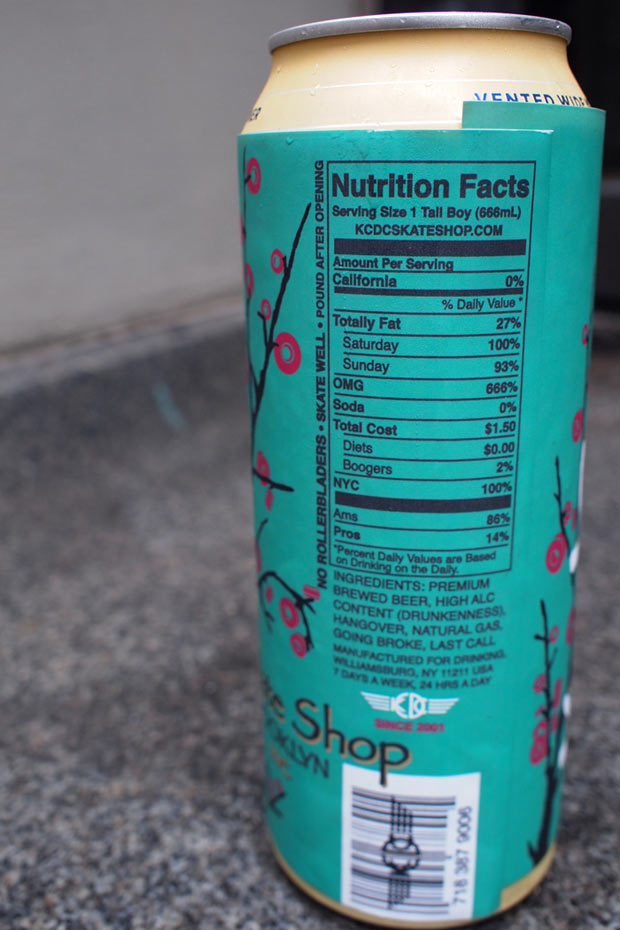 VENTED WIDE
NO ROLLERBLADERS • SKATE WELL • POUND AFTER OPENING
Nutrition Facts
Serving Size 1 Tall Boy (666mL)
KCDCSKATESHOP.COM
Amount Per Serving
California 0%
% Daily Value *
Totally Fat 27%
Saturday 100%
Sunday 93%
OMG 666%
Soda 0%
Total Cost $1.50
Diets $0.00
Boogers 2%
NYC 100%
Ams 86%
Pros 14%
*Percent Daily Values are Based
on Drinking on the Daily.
INGREDIENTS: PREMIUM
BREWED BEER, HIGH ALC
CONTENT (DRUNKENNESS),
HANGOVER, NATURAL GAS,
GOING BROKE, LAST CALL
MANUFACTURED FOR DRINKING,
WILLIAMSBURG, NY 11211 USA
7 DAYS A WEEK, 24 HRS A DAY
KCDC
SINCE 2001
Shop
OKLYN
KCDC
718 387 9006